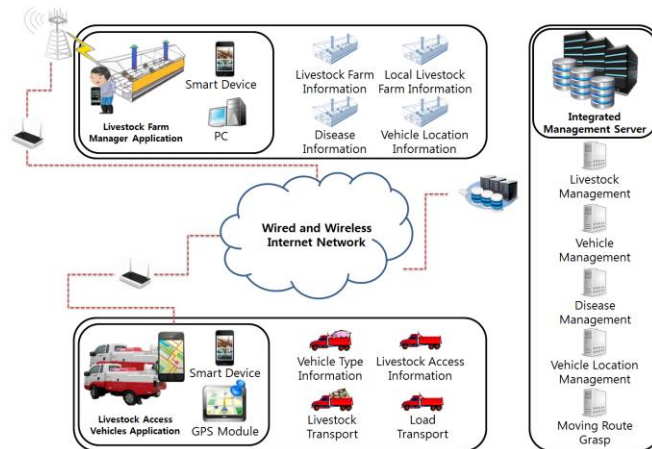 Smart Device
PC
Livestock Farm
Manager Application
Livestock Farm
Information
Local Livestock
Farm Information
Disease
Information
Vehicle Location
Information
Integrated
Management Server
Livestock
Management
Vehicle
Management
Disease
Management
Vehicle Location
Management
Moving Route
Grasp
Wired and Wireless
Internet Network
Smart Device
GPS Module
Livestock Access
Vehicles Application
Vehicle Type
Information
Livestock Access
Information
Livestock
Transport
Load
Transport